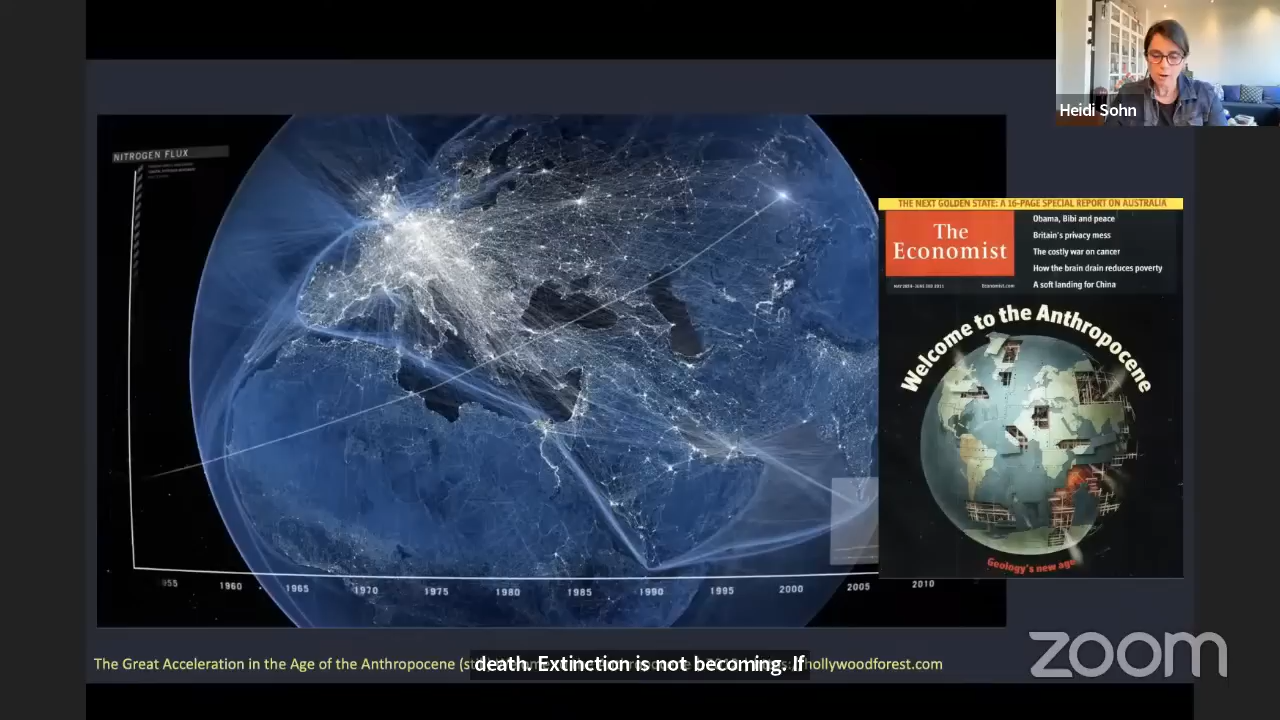 Heidi Sohn
NITROGEN FLUX
THE NEXT GOLDEN STATE: A 16-PAGE SPECIAL REPORT ON AUSTRALIA
The
Economist
Obama, Bibi and peace
Britain's privacy mess
The costly war on cancer
How the brain drain reduces poverty
A soft landing for China
Economist.com
Welcome to the Anthropocene
Geology's new age
55 1960 1965 1970 1975 1980 1985 1990 1995 2000 2005 2010
The Great Acceleration in the Age of the Anthropocene (st hollywoodforest.com
death. Extinction is not becoming. If
zoom